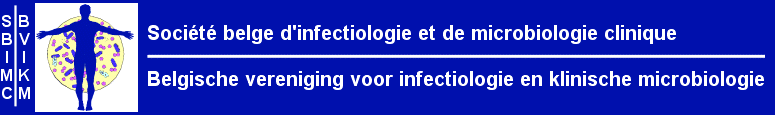 SBIMC
BVIKM
Société belge d'infectiologie et de microbiologie clinique
Belgische vereniging voor infectiologie en klinische microbiologie